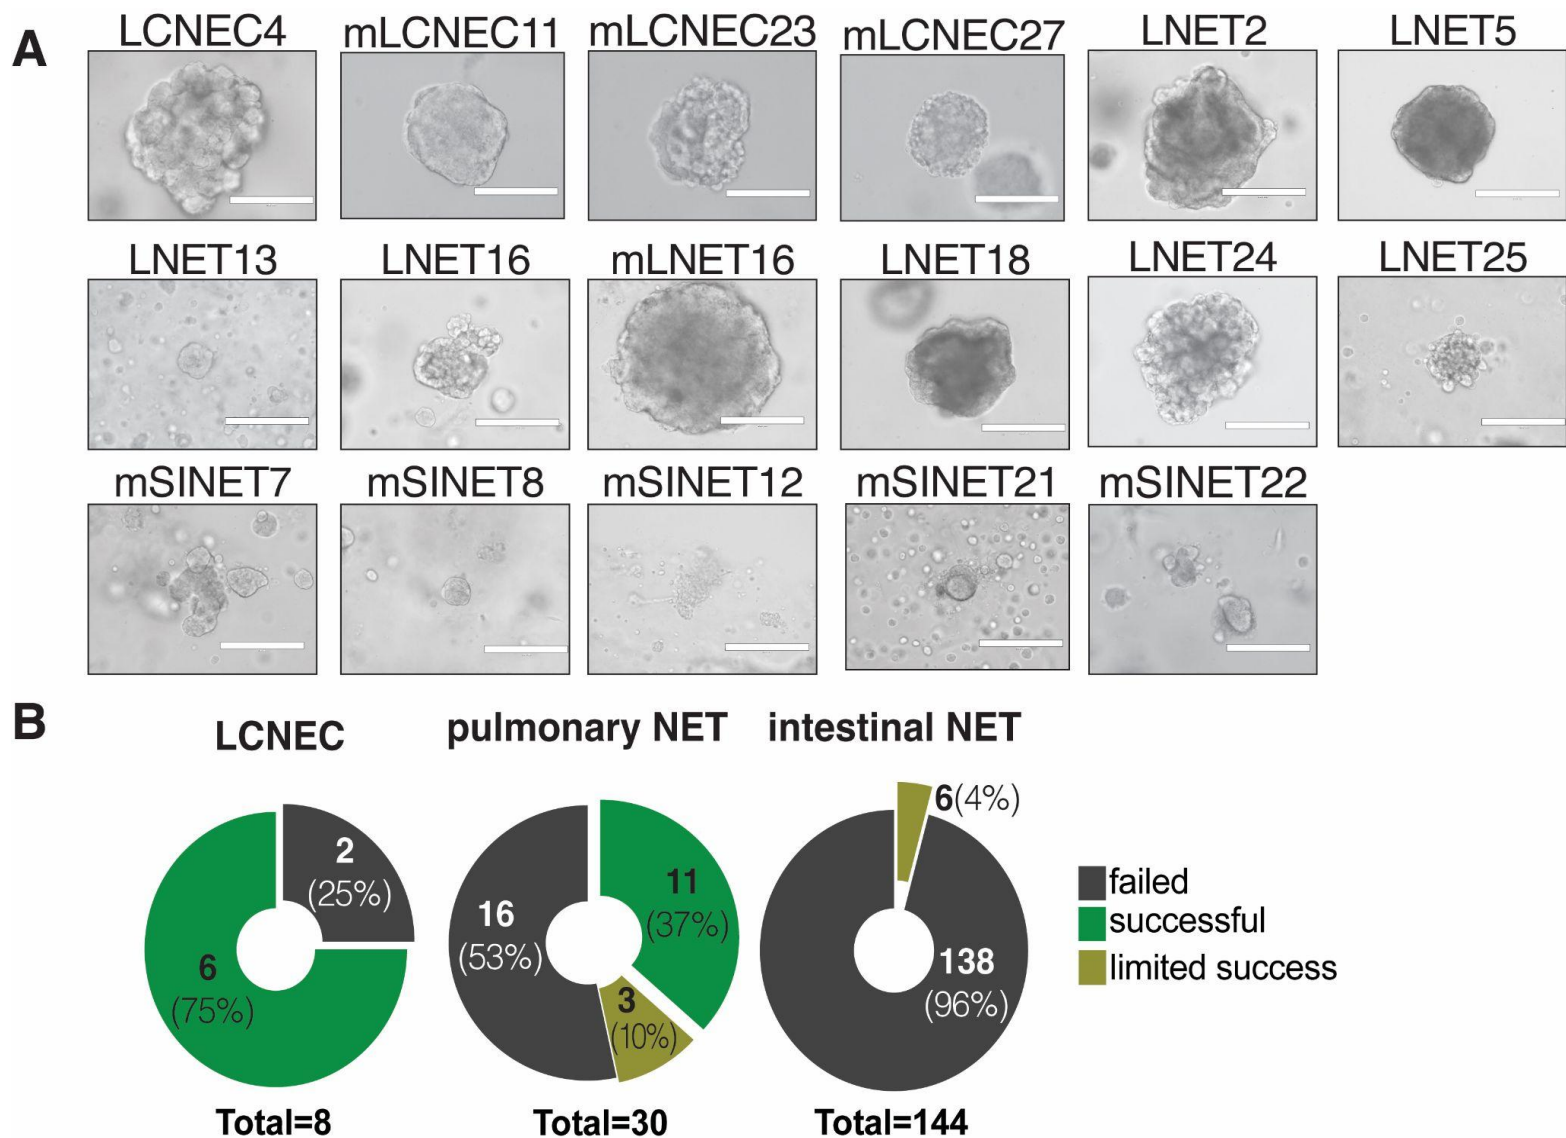 A
LCNEC4 mLCNEC11 mLCNEC23 mLCNEC27 LNET2 LNET5
LNET13 LNET16 mLNET16 LNET18 LNET24 LNET25
mSINET7 mSINET8 mSINET12 mSINET21 mSINET22
B
LCNEC
2
(25%)
6
(75%)
Total=8
pulmonary NET
11
(37%)
16
(53%)
3
(10%)
Total=30
intestinal NET
6(4%)
138
(96%)
Total=144
failed
successful
limited success